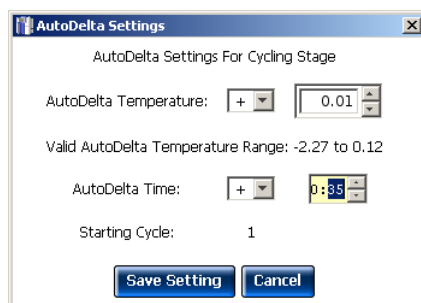 AutoDelta Settings
AutoDelta Settings For Cycling Stage
AutoDelta Temperature: + 0.01
Valid AutoDelta Temperature Range: -2.27 to 0.12
AutoDelta Time: + 0:35
Starting Cycle: 1
Save Setting Cancel